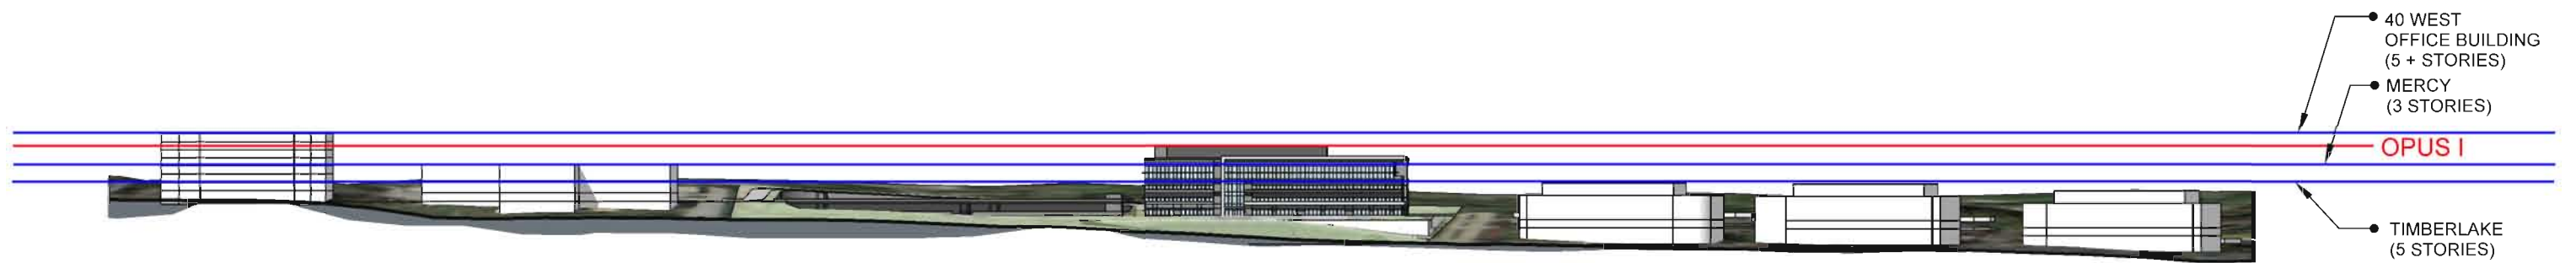 40 WEST
OFFICE BUILDING
(5 + STORIES)
MERCY
(3 STORIES)
OPUS I
TIMBERLAKE
(5 STORIES)